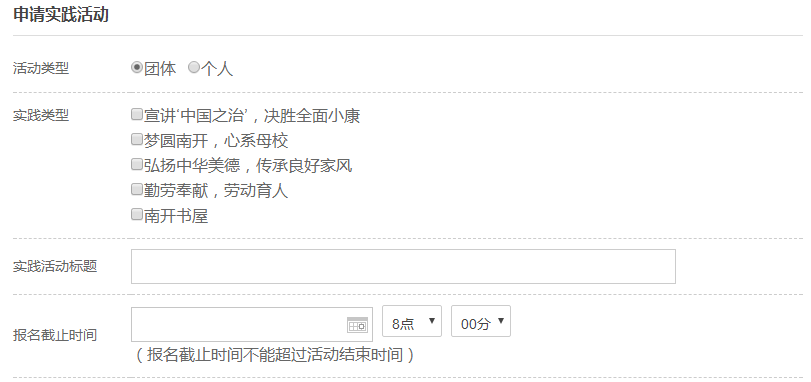 申请实践活动
活动类型 团体 个人
实践类型 宣讲‘中国之治’，决胜全面小康
梦圆南开，心系母校
弘扬中华美德，传承良好家风
勤劳奉献，劳动育人
南开书屋
实践活动标题
报名截止时间 8点 00分
（报名截止时间不能超过活动结束时间）